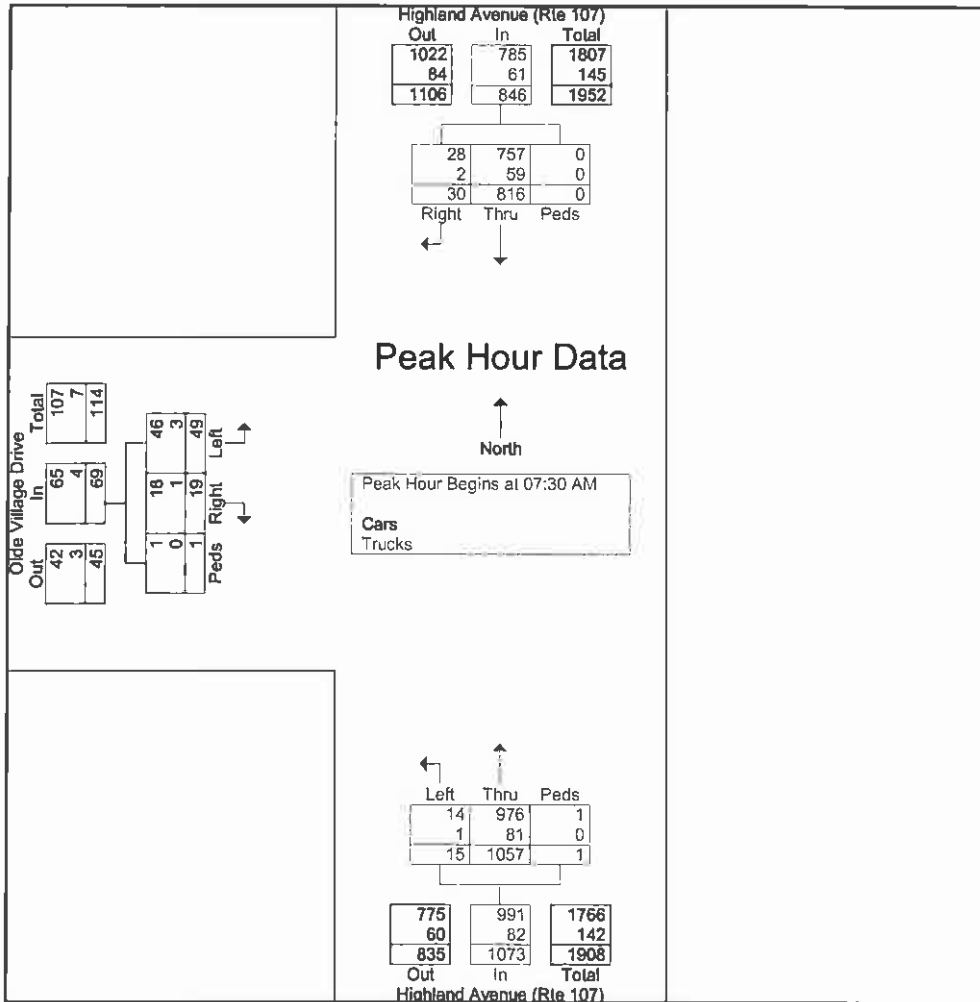 Highland Avenue (Rte 107)
Out In Total
1022 785 1807
84 61 145
1106 846 1952
28 757 0
2 59 0
30 816 0
Right Thru Peds
Peak Hour Data
North
Peak Hour Begins at 07:30 AM
Cars
Trucks
Olde Village Drive
Out In Total
42 65 107
3 4 7
45 69 114
1 18 46
0 1 3
1 19 49
Peds Right Left
Left Thru Peds
14 976 1
1 81 0
15 1057 1
775 991 1766
60 82 142
835 1073 1908
Out In Total
Highland Avenue (Rte 107)